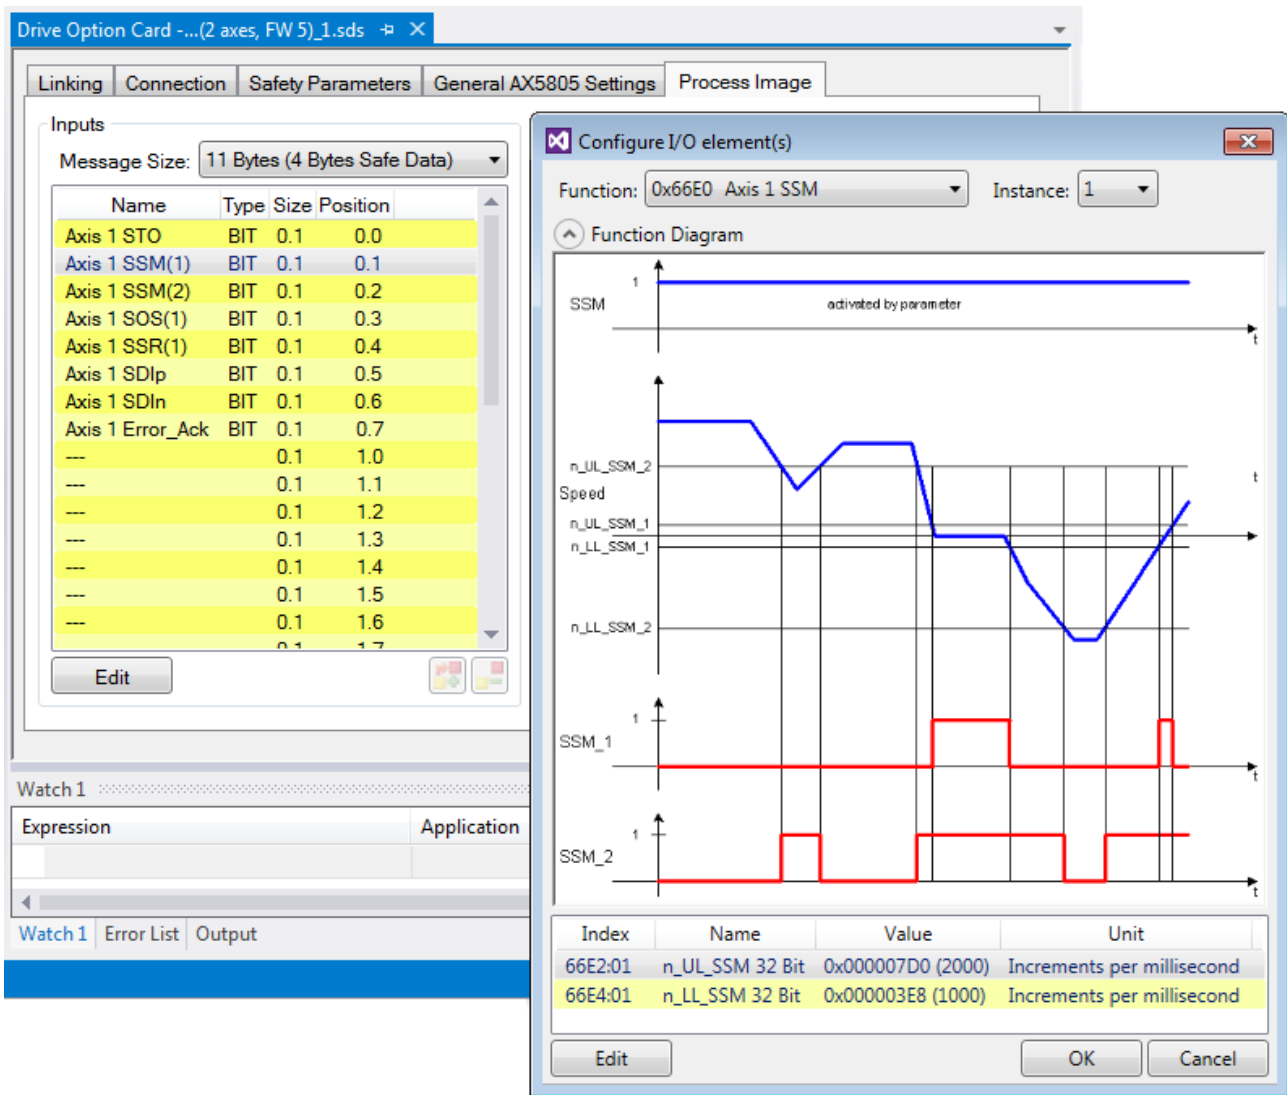 Drive Option Card -...(2 axes, FW 5)_1.sds
Linking Connection Safety Parameters General AX5805 Settings Process Image
Inputs
Message Size: 11 Bytes (4 Bytes Safe Data)
Name Type Size Position
Axis 1 STO BIT 0.1 0.0
Axis 1 SSM(1) BIT 0.1 0.1
Axis 1 SSM(2) BIT 0.1 0.2
Axis 1 SOS(1) BIT 0.1 0.3
Axis 1 SSR(1) BIT 0.1 0.4
Axis 1 SDIp BIT 0.1 0.5
Axis 1 SDIn BIT 0.1 0.6
Axis 1 Error_Ack BIT 0.1 0.7
--- 0.1 1.0
--- 0.1 1.1
--- 0.1 1.2
--- 0.1 1.3
--- 0.1 1.4
--- 0.1 1.5
--- 0.1 1.6
0.1 1.7
Edit
Watch 1
Expression Application
Watch 1 Error List Output
Configure I/O element(s)
Function: 0x66E0 Axis 1 SSM Instance: 1
Function Diagram
1
SSM activated by parameter
t
n_UL_SSM_2
t
Speed
n_UL_SSM_1
n_LL_SSM_1
n_LL_SSM_2
1
SSM_1
t
1
SSM_2
t
Index Name Value Unit
66E2:01 n_UL_SSM 32 Bit 0x000007D0 (2000) Increments per millisecond
66E4:01 n_LL_SSM 32 Bit 0x000003E8 (1000) Increments per millisecond
Edit OK Cancel